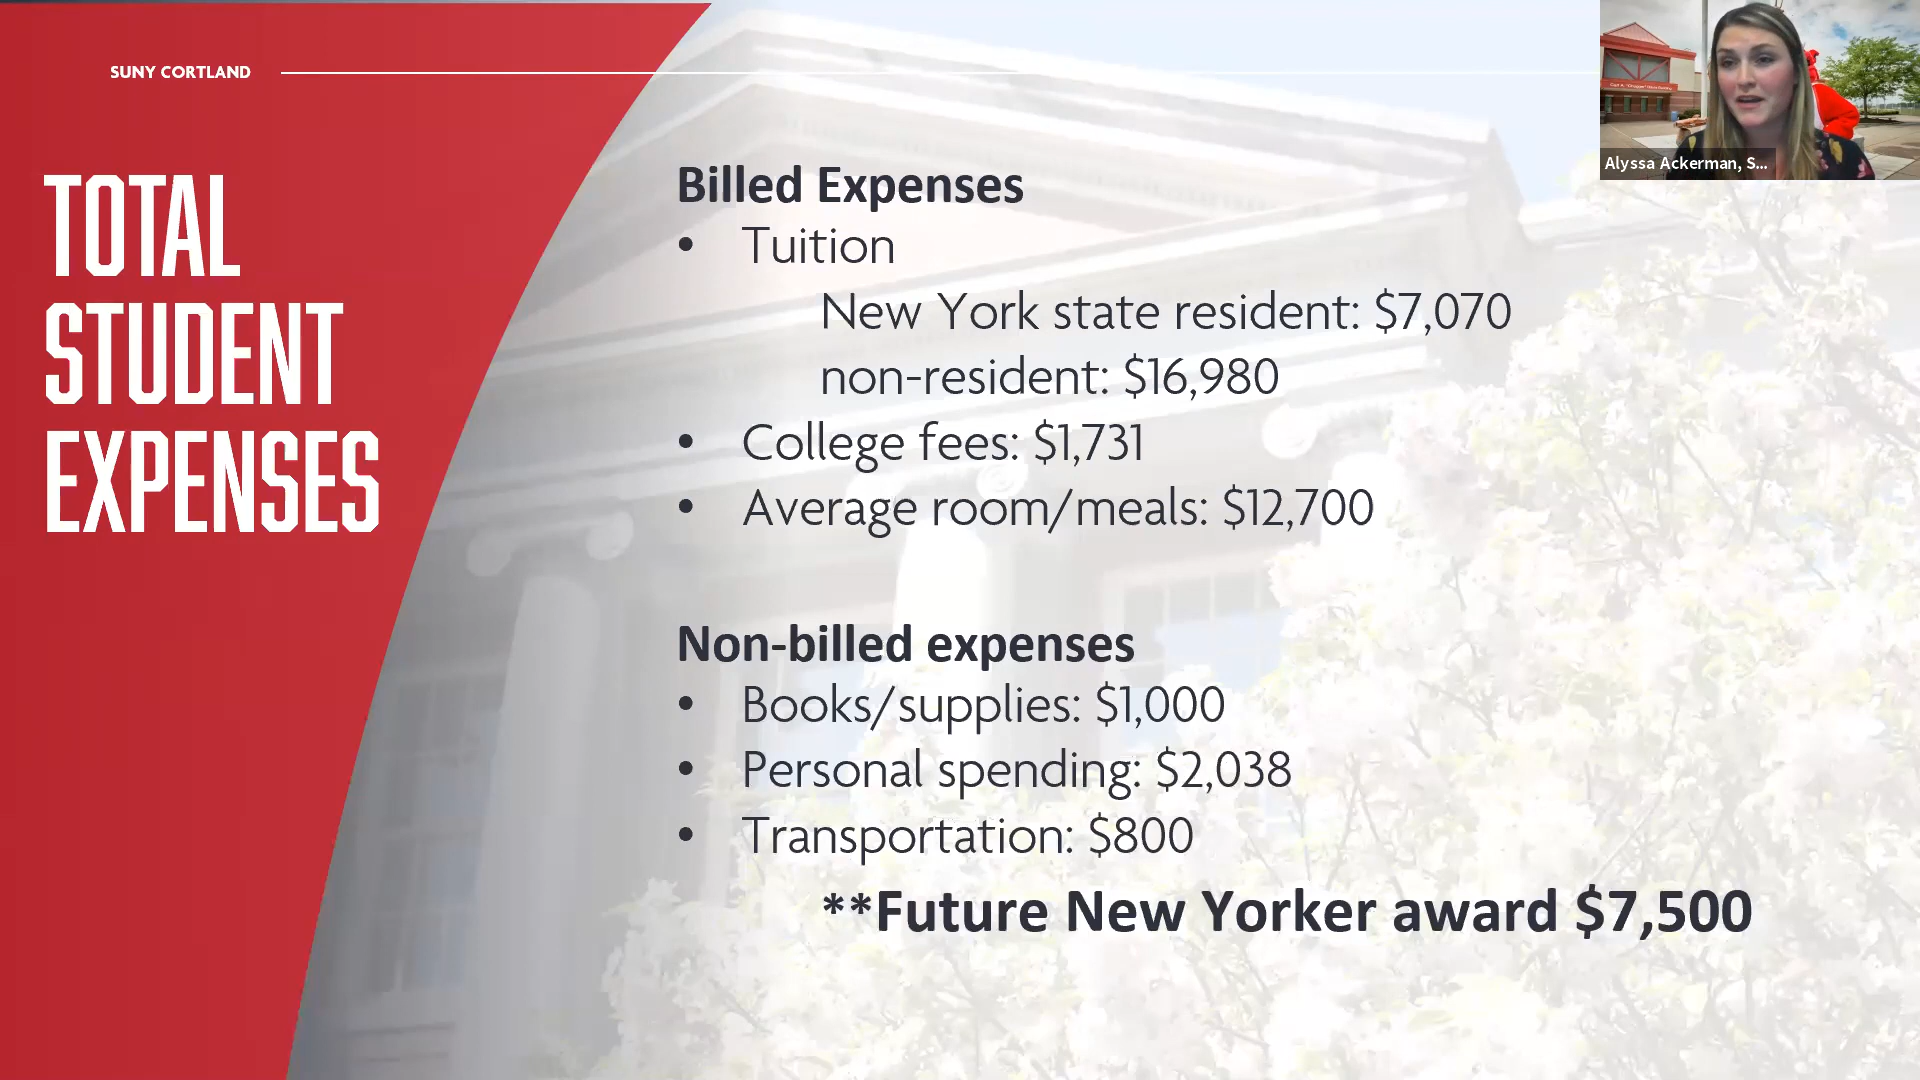 SUNY CORTLAND
TOTAL
STUDENT
EXPENSES
Billed Expenses
• Tuition
New York state resident: $7,070
non-resident: $16,980
• College fees: $1,731
• Average room/meals: $12,700
Non-billed expenses
• Books/supplies: $1,000
• Personal spending: $2,038
• Transportation: $800
**Future New Yorker award $7,500
Alyssa Ackerman, S...